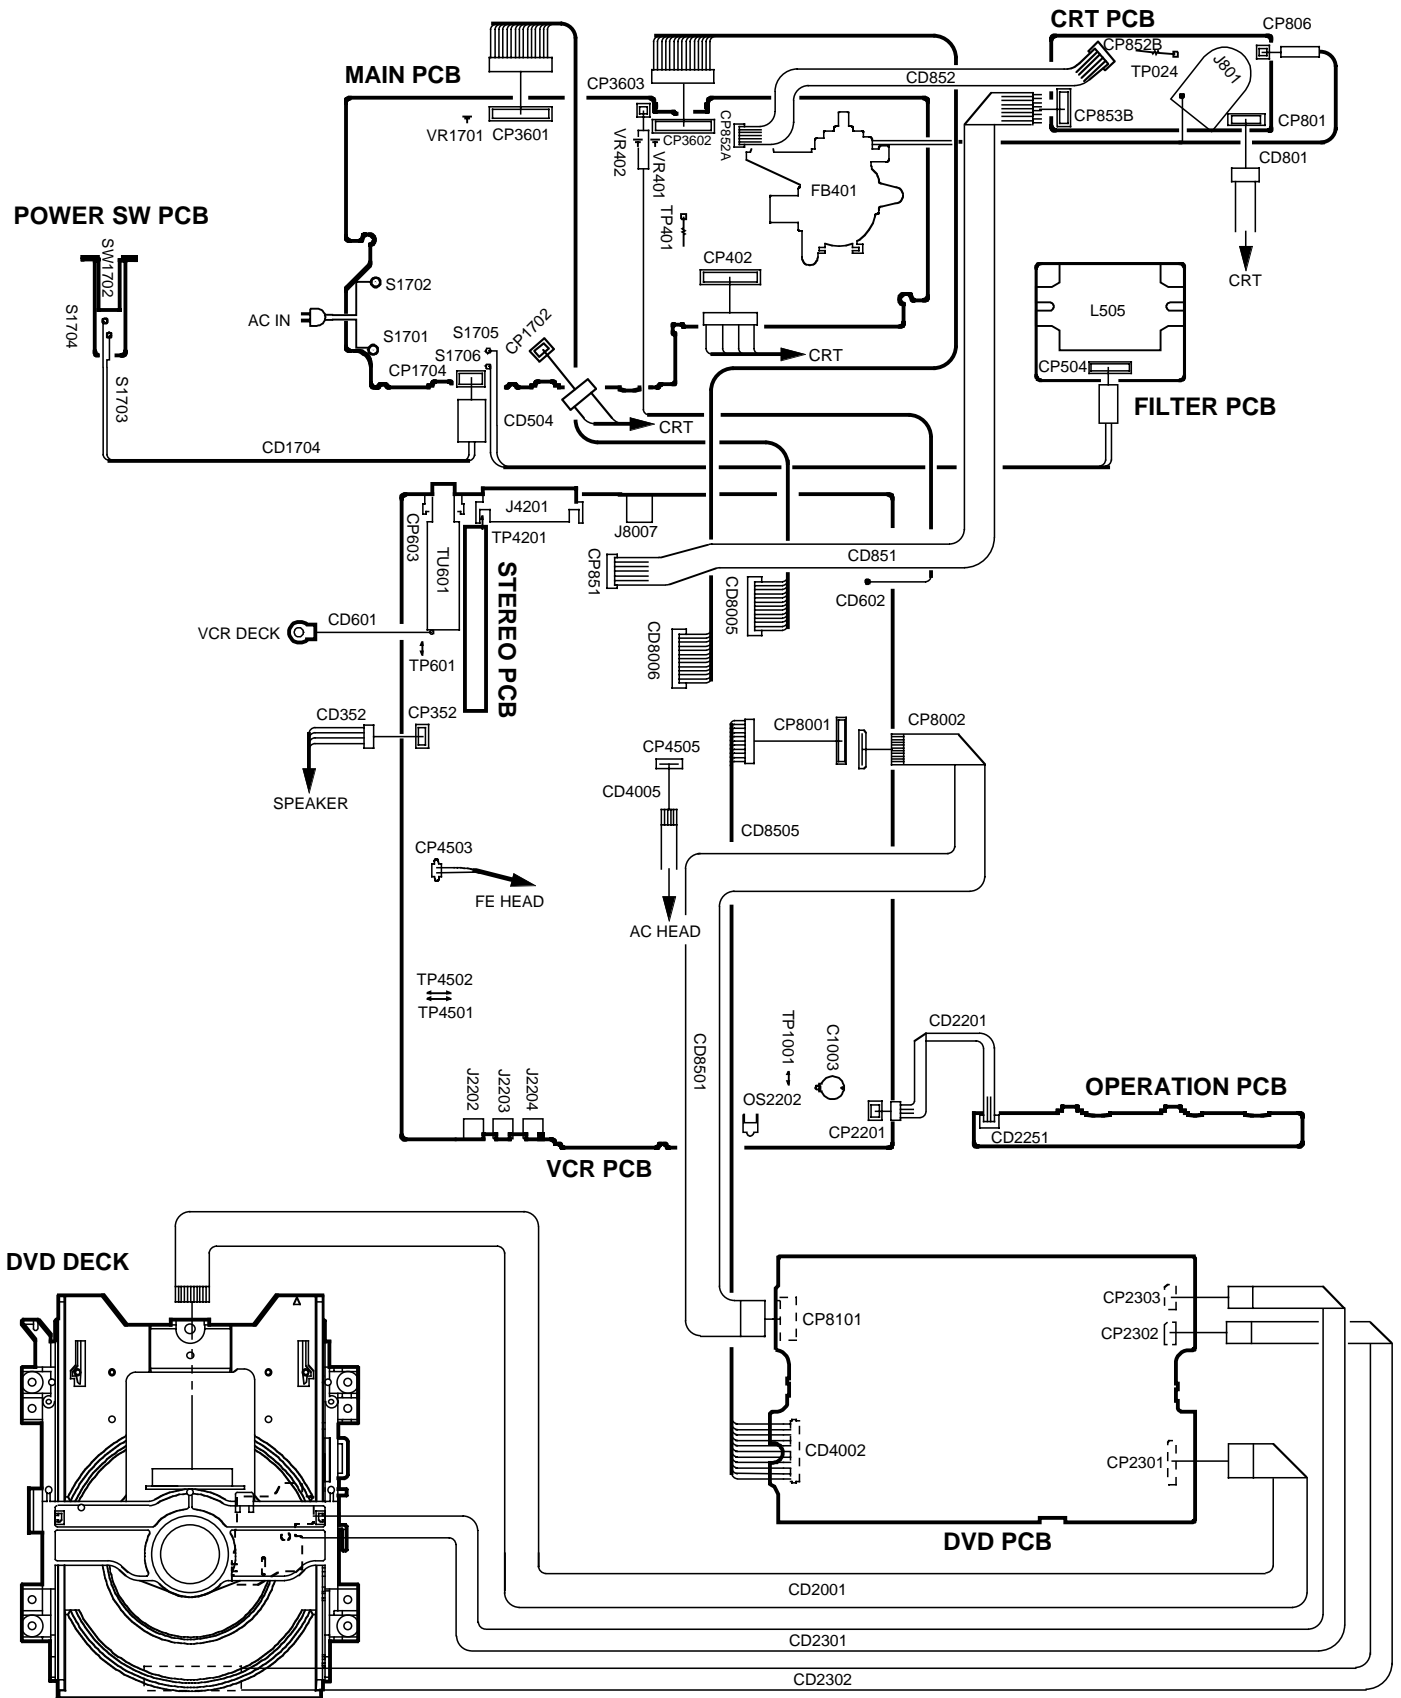 CRT PCB
CP806
CP852B
TP024
J801
CD852
CP853B
CP801
CD801
CRT
MAIN PCB
CP3603
VR1701
CP3601
VR402
VR401
CP3602
CP852A
FB401
TP401
CP402
CRT
POWER SW PCB
SW1702
S1704
S1703
AC IN
S1702
S1701
S1705
S1706
CP1704
CP1702
CD504
CRT
CD1704
L505
CP504
FILTER PCB
CP603
TU601
J4201
TP4201
J8007
STEREO PCB
CP851
CD851
CD8005
CD602
CD8006
VCR DECK
CD601
TP601
CD352
CP352
SPEAKER
CP4505
CD4005
CP8001
CP8002
CD8505
CP4503
FE HEAD
AC HEAD
TP4502
TP4501
CD8501
TP1001
C1003
CD2201
OS2202
CP2201
OPERATION PCB
CD2251
J2202
J2203
J2204
VCR PCB
DVD DECK
CP8101
CP2303
CP2302
CD4002
CP2301
DVD PCB
CD2001
CD2301
CD2302